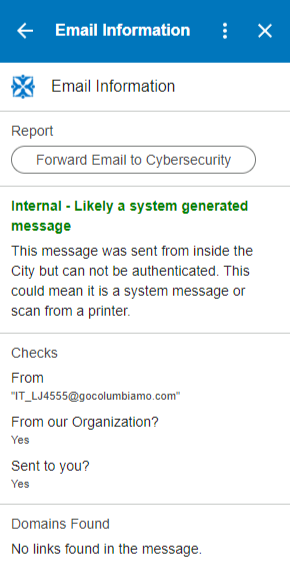 Email Information
Email Information
Report
Forward Email to Cybersecurity
Internal - Likely a system generated
message
This message was sent from inside the
City but can not be authenticated. This
could mean it is a system message or
scan from a printer.
Checks
From
"IT_LJ4555@gocolumbiamo.com"
From our Organization?
Yes
Sent to you?
Yes
Domains Found
No links found in the message.